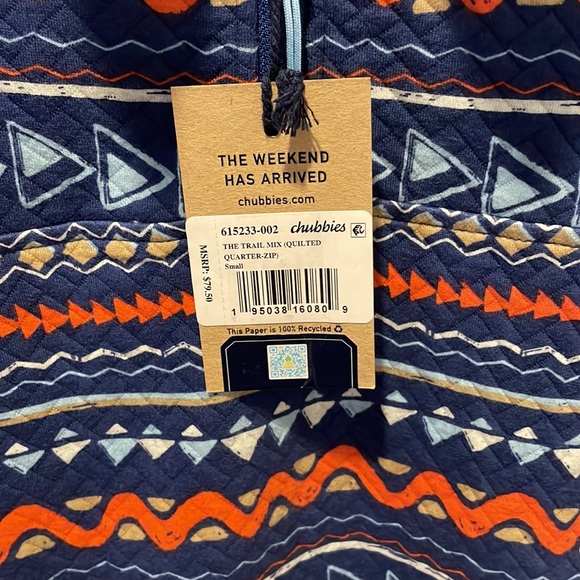 THE WEEKEND
HAS ARRIVED
chubbies.com
615233-002 chubbies
THE TRAIL MIX (QUILTED
QUARTER-ZIP)
Small
MSRP: $79.50
1 95038 16080 9
This Paper is 100% Recycled